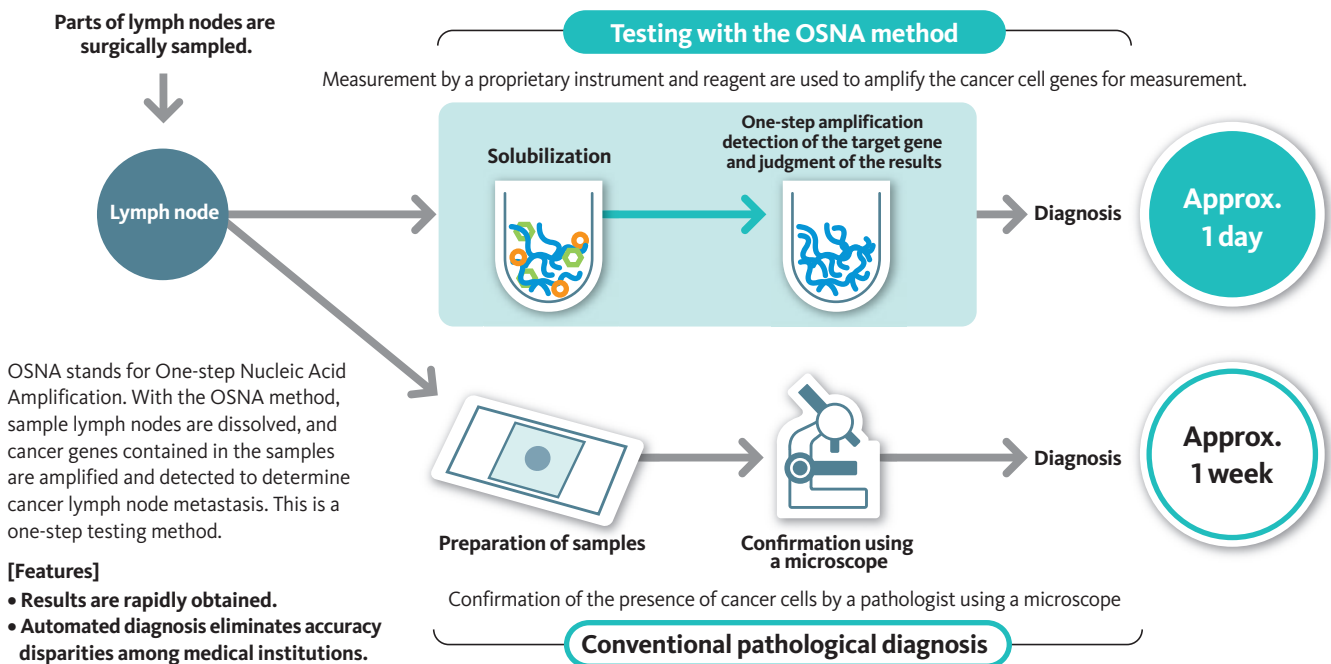 Parts of lymph nodes are
surgically sampled.
Testing with the OSNA method
Measurement by a proprietary instrument and reagent are used to amplify the cancer cell genes for measurement.
Lymph node
Solubilization
One-step amplification
detection of the target gene
and judgment of the results
Diagnosis
Approx.
1 day
OSNA stands for One-step Nucleic Acid
Amplification. With the OSNA method,
sample lymph nodes are dissolved, and
cancer genes contained in the samples
are amplified and detected to determine
cancer lymph node metastasis. This is a
one-step testing method.
[Features]
• Results are rapidly obtained.
• Automated diagnosis eliminates accuracy
disparities among medical institutions.
Preparation of samples
Confirmation using
a microscope
Diagnosis
Approx.
1 week
Confirmation of the presence of cancer cells by a pathologist using a microscope
Conventional pathological diagnosis